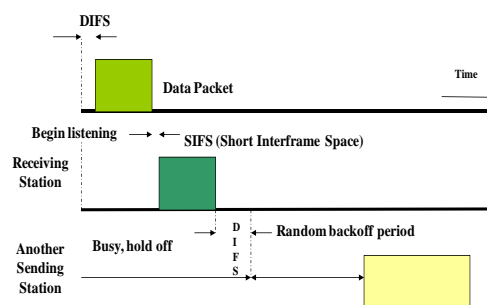 DIFS
Data Packet
Time
Begin listening
SIFS (Short Interframe Space)
Receiving
Station
D
I
F
S
Random backoff period
Busy, hold off
Another
Sending
Station